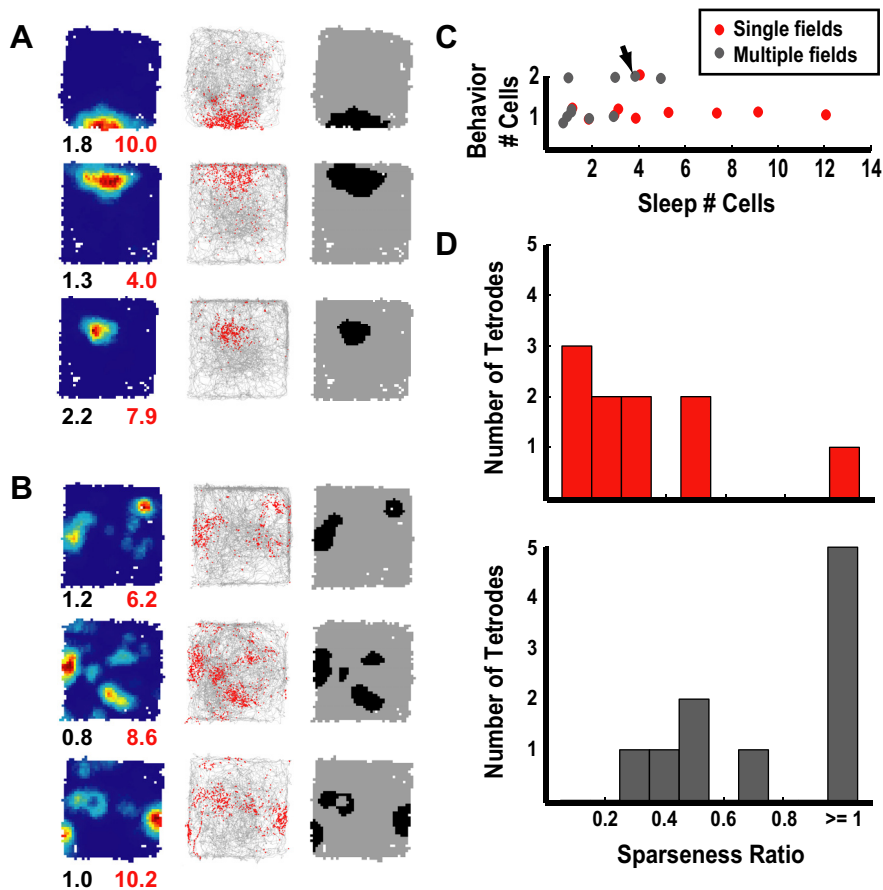 A
1.8 10.0
1.3 4.0
2.2 7.9
B
1.2 6.2
0.8 8.6
1.0 10.2
C
Single fields
Multiple fields
Behavior
# Cells
2
1
2 4 6 8 10 12 14
Sleep # Cells
D
Number of Tetrodes
5
4
3
2
1
Number of Tetrodes
5
4
3
2
1
0.2 0.4 0.6 0.8 >= 1
Sparseness Ratio